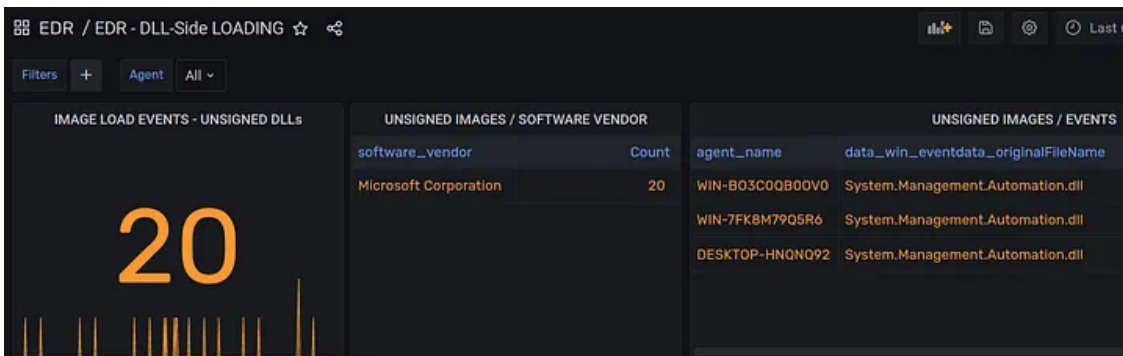 EDR / EDR - DLL-Side LOADING
Last
Filters + Agent All
IMAGE LOAD EVENTS - UNSIGNED DLLs
20
UNSIGNED IMAGES / SOFTWARE VENDOR
software_vendor Count
Microsoft Corporation 20
UNSIGNED IMAGES / EVENTS
agent_name data_win_eventdata_originalFileName
WIN-BO3C0QB00V0 System.Management.Automation.dll
WIN-7FK8M79Q5R6 System.Management.Automation.dll
DESKTOP-HNQNQ92 System.Management.Automation.dll